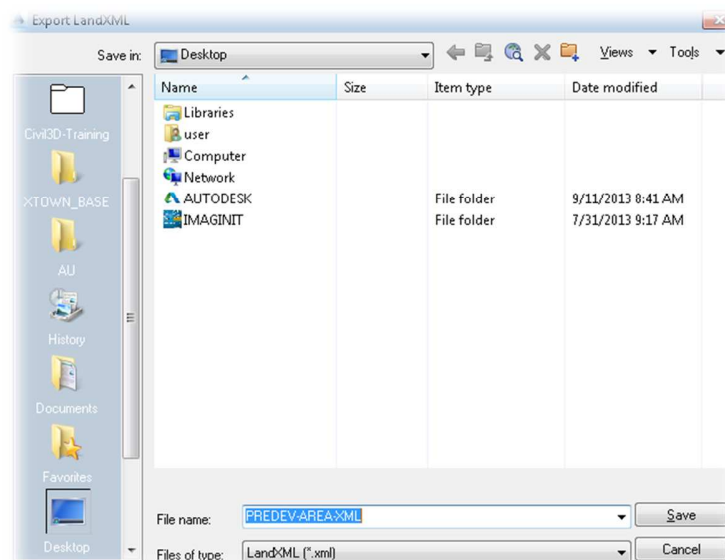 Export LandXML
Save in:
Desktop
Views
Tools
Name
Size
Item type
Date modified
Libraries
user
Computer
Network
AUTODESK
File folder
9/11/2013 8:41 AM
IMAGINIT
File folder
7/31/2013 9:17 AM
Civil3D-Training
XTOWN_BASE
AU
History
Documents
Favorites
Desktop
File name:
PREDEV-AREA-XML
Save
Files of type:
LandXML (*.xml)
Cancel